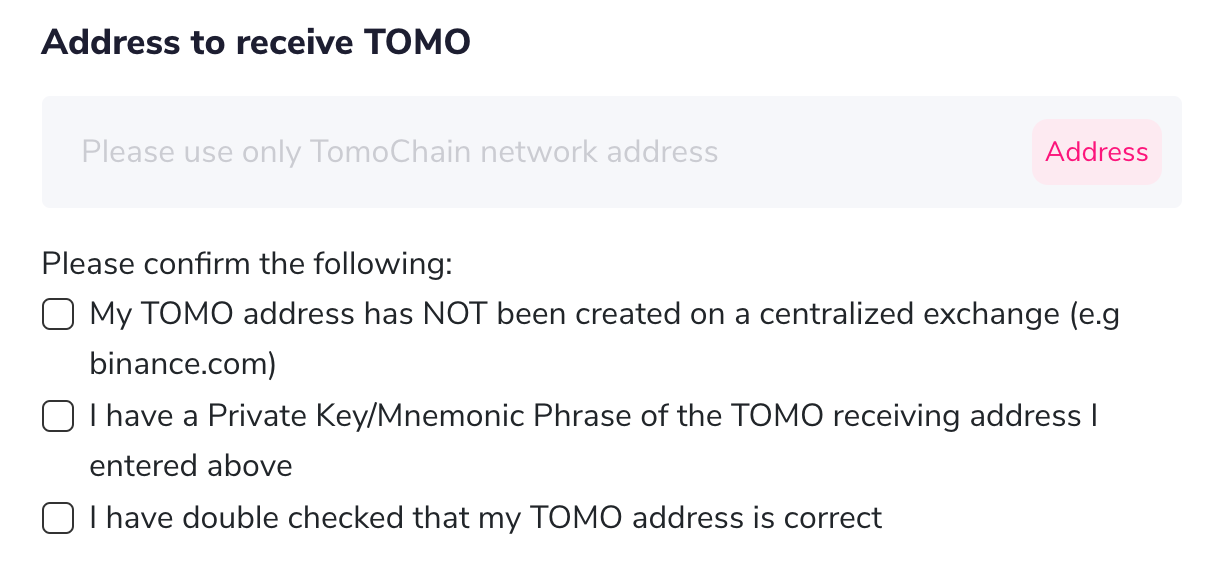 Address to receive TOMO
Please use only TomoChain network address
Address
Please confirm the following:
My TOMO address has NOT been created on a centralized exchange (e.g
binance.com)
I have a Private Key/Mnemonic Phrase of the TOMO receiving address I
entered above
I have double checked that my TOMO address is correct